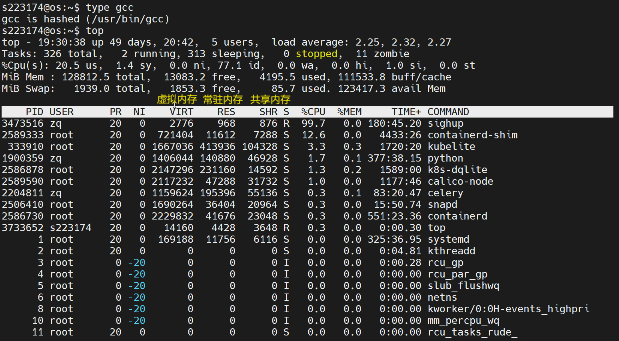 s223174@os:~$ type gcc
gcc is hashed (/usr/bin/gcc)
s223174@os:~$ top
top - 19:30:38 up 49 days, 20:42,  5 users,  load average: 2.25, 2.32, 2.27
Tasks: 326 total,   2 running, 313 sleeping,   0 stopped,  11 zombie
%Cpu(s): 20.5 us,  1.4 sy,  0.0 ni, 77.1 id,  0.0 wa,  0.0 hi,  1.0 si,  0.0 st
MiB Mem : 128812.5 total,  13083.2 free,   4195.5 used, 111533.8 buff/cache
MiB Swap:   1939.0 total,   1853.3 free,     85.7 used. 123417.3 avail Mem
虚拟内存 常驻内存 共享内存
PID USER PR NI VIRT RES SHR S %CPU %MEM TIME+ COMMAND
3473516 zq 20 0 2776 968 876 R 99.7 0.0 180:45.20 sighup
2589333 root 20 0 721404 11612 7288 S 12.6 0.0 4433:26 containerd-shim
333910 root 20 0 1667036 413936 104328 S 3.3 0.3 1720:20 kubelite
1900359 zq 20 0 1406044 140880 46928 S 1.7 0.1 377:38.15 python
2586878 root 20 0 2147296 231160 14592 S 1.3 0.2 1589:00 k8s-dqlite
2589590 root 20 0 2117232 47288 31732 S 1.0 0.0 1177:46 calico-node
2204811 zq 20 0 1159624 195396 55136 S 0.3 0.1 83:20.47 celery
2506410 root 20 0 1690264 36404 20964 S 0.3 0.0 15:50.74 snapd
2586730 root 20 0 2229832 41676 23048 S 0.3 0.0 551:23.36 containerd
3733652 s223174 20 0 14160 4428 3648 R 0.3 0.0 0:00.30 top
1 root 20 0 169188 11756 6116 S 0.0 0.0 325:36.95 systemd
2 root 20 0 0 0 0 S 0.0 0.0 0:04.81 kthreadd
3 root 0 -20 0 0 0 I 0.0 0.0 0:00.28 rcu_gp
4 root 0 -20 0 0 0 I 0.0 0.0 0:00.00 rcu_par_gp
5 root 0 -20 0 0 0 I 0.0 0.0 0:00.00 slub_flushwq
6 root 0 -20 0 0 0 I 0.0 0.0 0:00.00 netns
8 root 0 -20 0 0 0 I 0.0 0.0 0:00.00 kworker/0:0H-events_highpri
10 root 0 -20 0 0 0 I 0.0 0.0 0:00.00 mm_percpu_wq
11 root 20 0 0 0 0 S 0.0 0.0 0:00.00 rcu_tasks_rude_